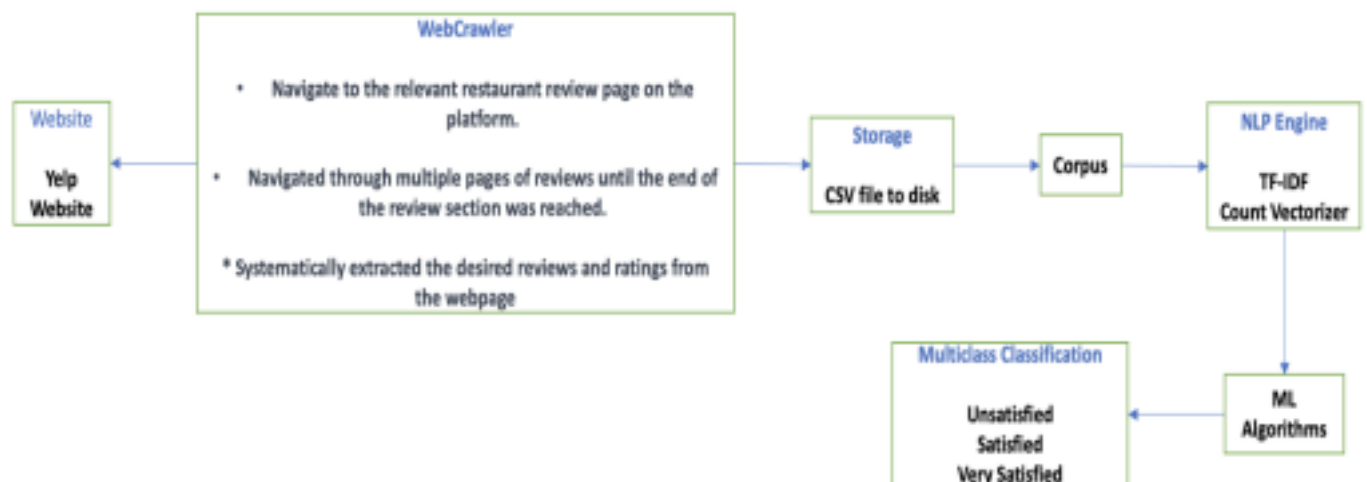 WebCrawler
• Navigate to the relevant restaurant review page on the
platform.
• Navigated through multiple pages of reviews until the end of
the review section was reached.
* Systematically extracted the desired reviews and ratings from
the webpage
Website
Yelp
Website
Storage
CSV file to disk
Corpus
NLP Engine
TF-IDF
Count Vectorizer
ML
Algorithms
Multiclass Classification
Unsatisfied
Satisfied
Very Satisfied